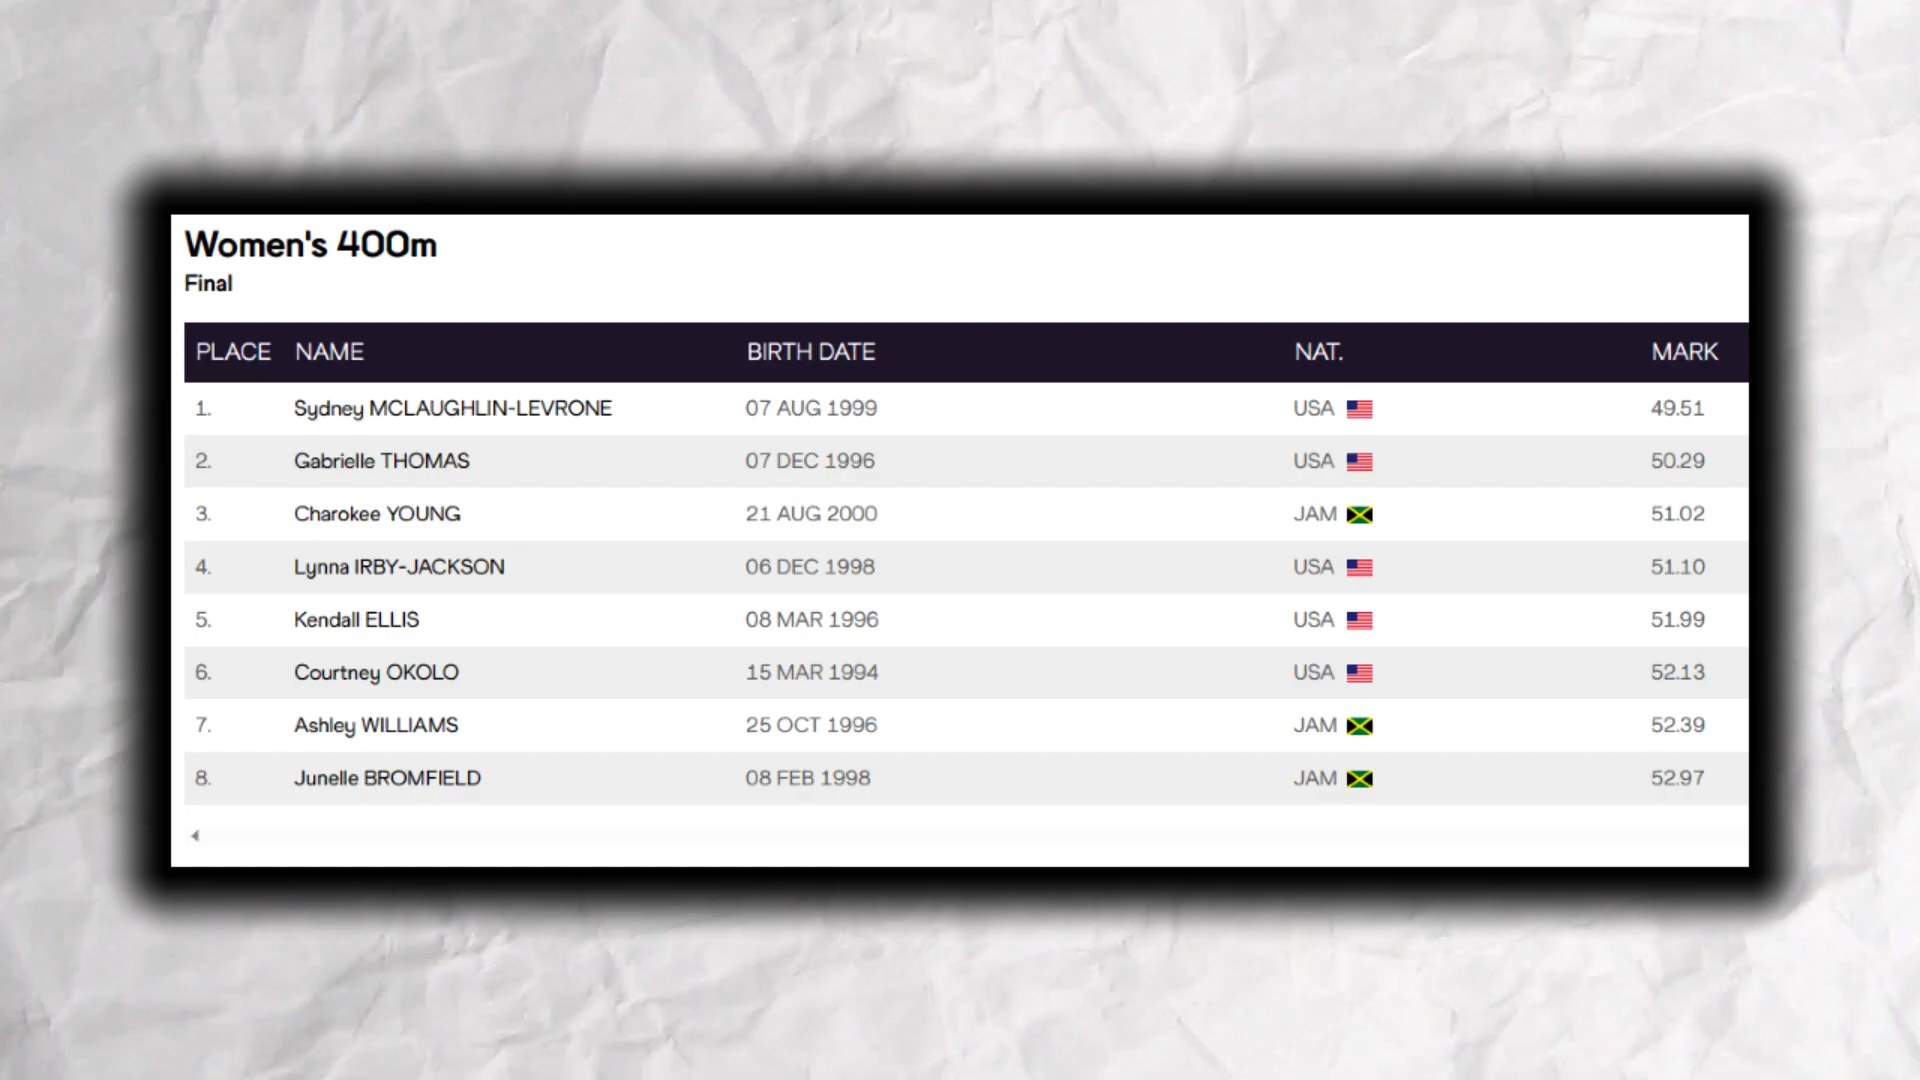 Women's 400m
Final
PLACE NAME BIRTH DATE NAT. MARK
1. Sydney MCLAUGHLIN-LEVRONE 07 AUG 1999 USA 49.51
2. Gabrielle THOMAS 07 DEC 1996 USA 50.29
3. Charokee YOUNG 21 AUG 2000 JAM 51.02
4. Lynna IRBY-JACKSON 06 DEC 1998 USA 51.10
5. Kendall ELLIS 08 MAR 1996 USA 51.99
6. Courtney OKOLO 15 MAR 1994 USA 52.13
7. Ashley WILLIAMS 25 OCT 1996 JAM 52.39
8. Junelle BROMFIELD 08 FEB 1998 JAM 52.97